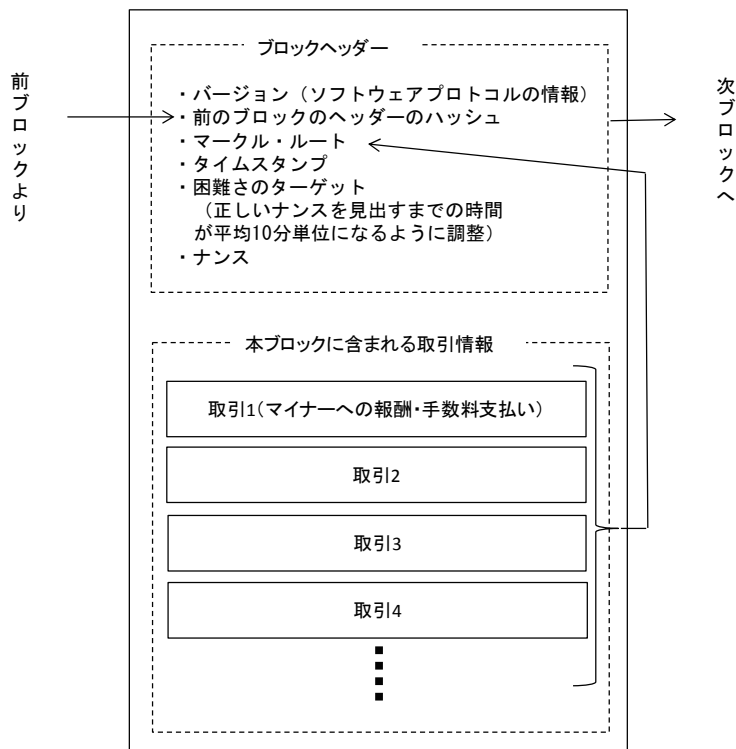 ブロックヘッダー
前ブロックより
・バージョン（ソフトウェアプロトコルの情報）
・前のブロックのヘッダーのハッシュ
・マークル・ルート
・タイムスタンプ
・困難さのターゲット
（正しいナンスを見出すまでの時間
が平均10分単位になるように調整）
・ナンス
次ブロックへ
本ブロックに含まれる取引情報
取引1(マイナーへの報酬・手数料支払い)
取引2
取引3
取引4